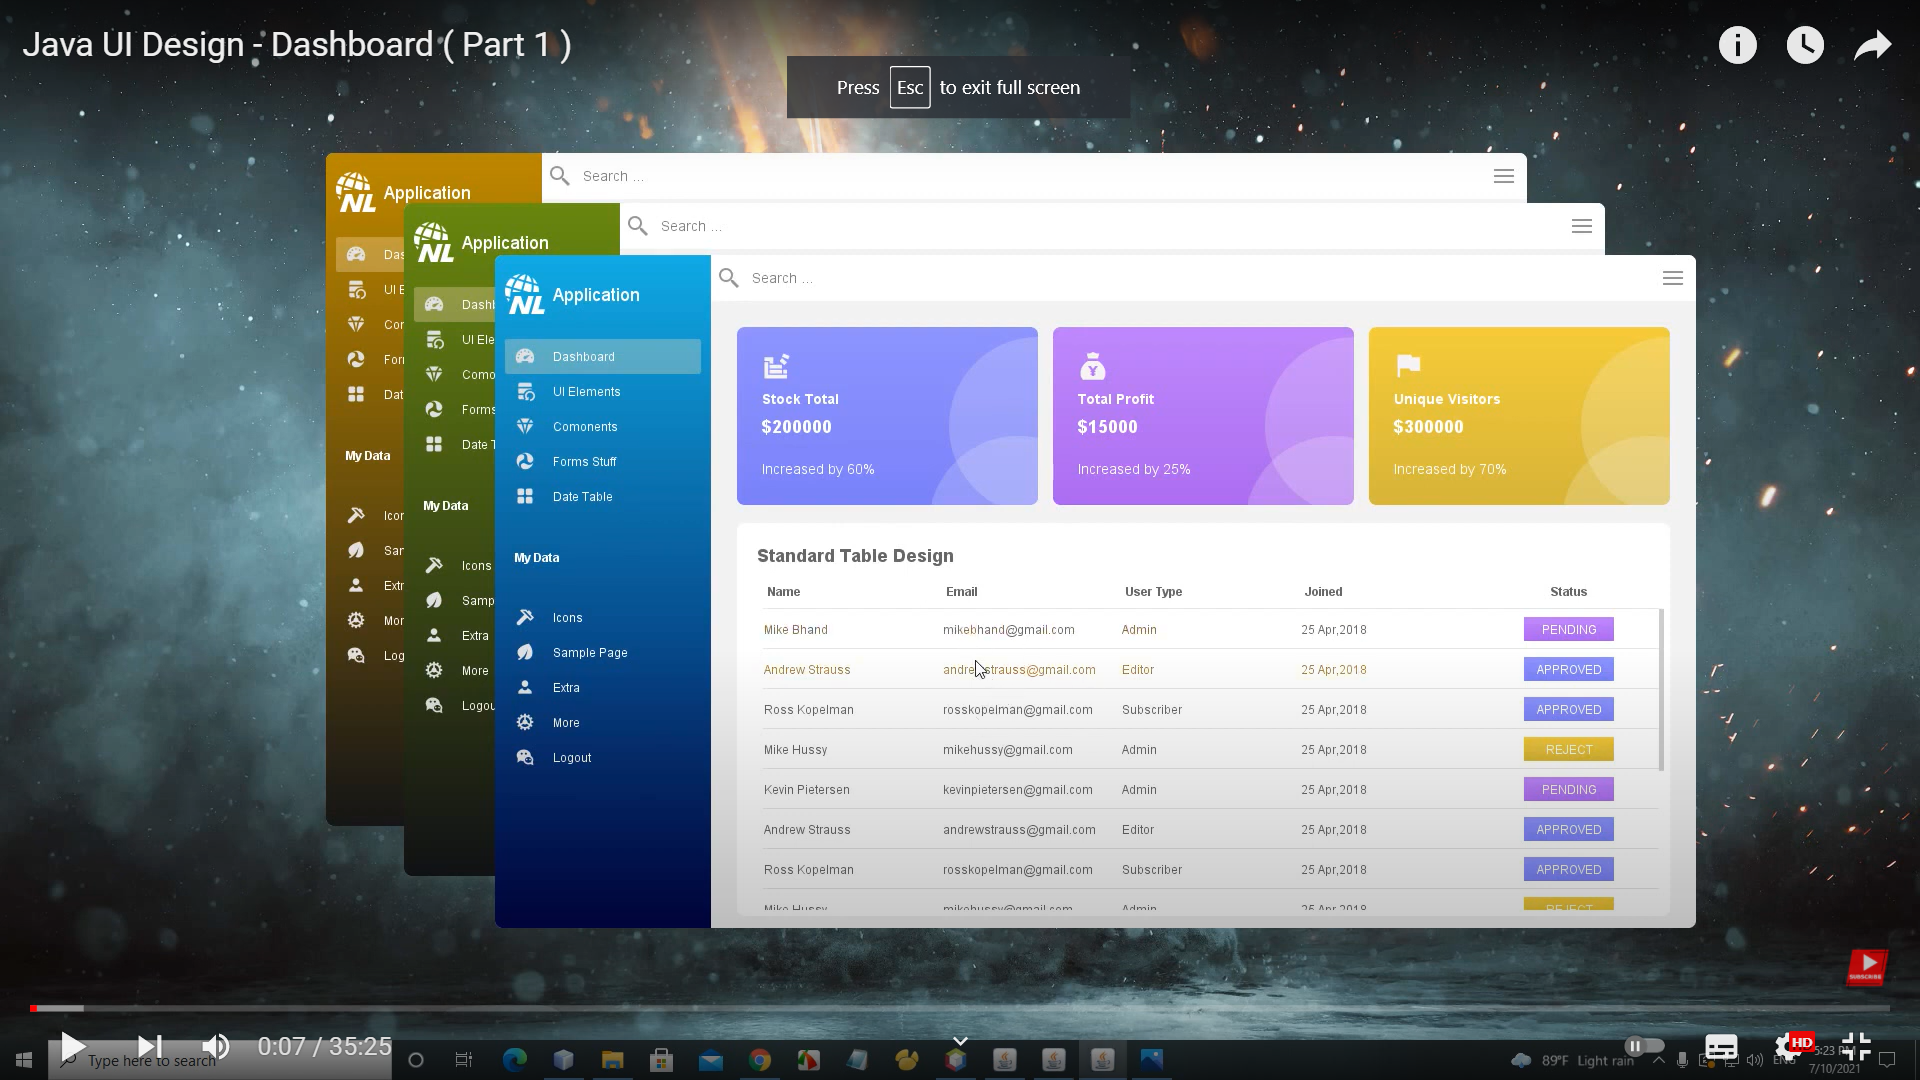 Java UI Design - Dashboard ( Part 1 )
Press Esc to exit full screen
NL Application
Search ...
NL Application
Search ...
NL Application
Search ...
Dashboard
UI Elements
Comonents
Forms Stuff
Date Table
My Data
Icons
Sample Page
Extra
More
Logout
Das
UI E
Con
For
Dat
My Data
Icon
San
Extr
Mor
Log
Dashb
UI Ele
Como
Forms
Date T
My Data
Icons
Samp
Extra
More
Logou
Stock Total
$200000
Increased by 60%
Total Profit
$15000
Increased by 25%
Unique Visitors
$300000
Increased by 70%
Standard Table Design
Name Email User Type Joined Status
Mike Bhand mikebhand@gmail.com Admin 25 Apr,2018 PENDING
Andrew Strauss andrewstrauss@gmail.com Editor 25 Apr,2018 APPROVED
Ross Kopelman rosskopelman@gmail.com Subscriber 25 Apr,2018 APPROVED
Mike Hussy mikehussy@gmail.com Admin 25 Apr,2018 REJECT
Kevin Pietersen kevinpietersen@gmail.com Admin 25 Apr,2018 PENDING
Andrew Strauss andrewstrauss@gmail.com Editor 25 Apr,2018 APPROVED
Ross Kopelman rosskopelman@gmail.com Subscriber 25 Apr,2018 APPROVED
Mike Hussy mikehussy@gmail.com Admin 25 Apr,2018 REJECT
SUBSCRIBE
0:07 / 35:25
HD
Type here to search
89°F Light rain
ENG
5:23 PM
7/10/2021